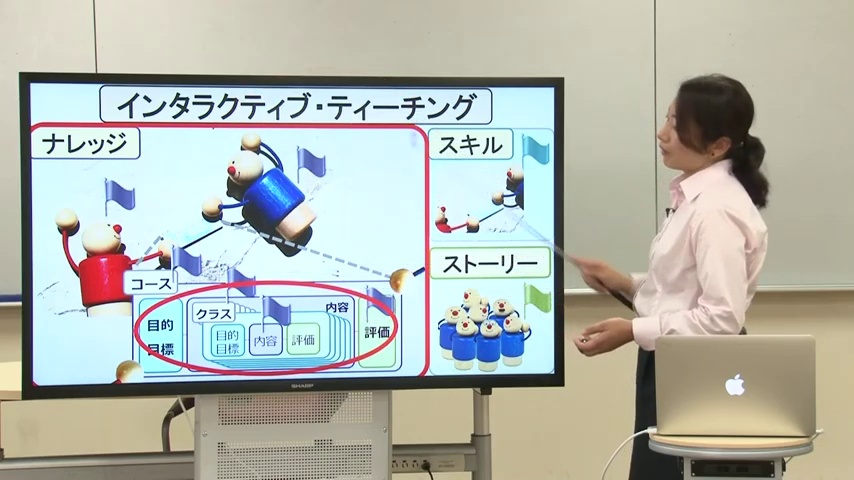 インタラクティブ・ティーチング
ナレッジ
スキル
ストーリー
コース
クラス
内容
目的
目標
目的
目標
内容
評価
評価
SHARP